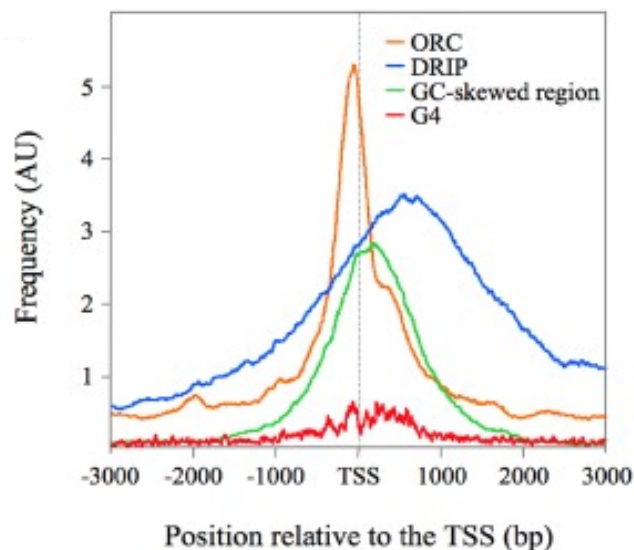 ORC
DRIP
GC-skewed region
G4
Frequency (AU)
5
4
3
2
1
-3000 -2000 -1000 TSS 1000 2000 3000
Position relative to the TSS (bp)